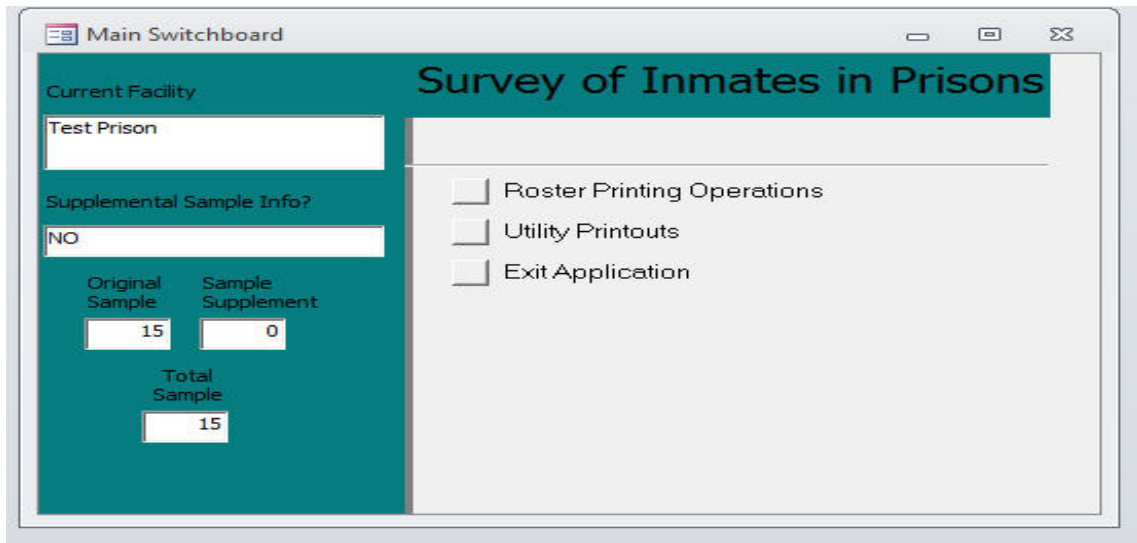 Main Switchboard
Survey of Inmates in Prisons
Current Facility
Test Prison
Supplemental Sample Info?
NO
Original Sample
Sample Supplement
15
0
Total
Sample
15
Roster Printing Operations
Utility Printouts
Exit Application